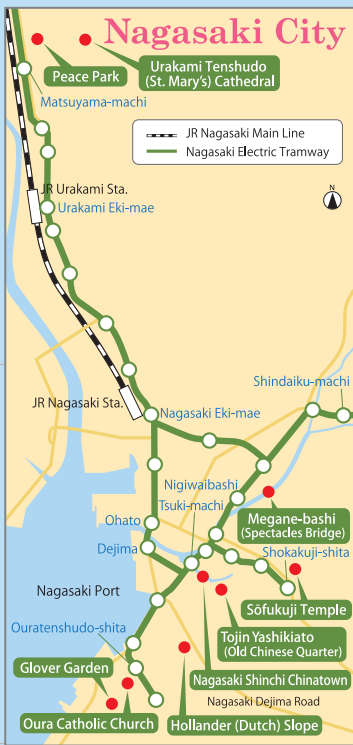 Nagasaki City
Peace Park
Urakami Tenshudo
(St. Mary's) Cathedral
Matsuyama-machi
JR Nagasaki Main Line
Nagasaki Electric Tramway
JR Urakami Sta.
Urakami Eki-mae
N
Shindaiku-machi
JR Nagasaki Sta.
Nagasaki Eki-mae
Nigiwaibashi
Tsuki-machi
Megane-bashi
(Spectacles Bridge)
Ohato
Dejima
Shokakuji-shita
Nagasaki Port
Sōfukuji Temple
Ouratenshudo-shita
Tojin Yashikiato
(Old Chinese Quarter)
Glover Garden
Nagasaki Shinchi Chinatown
Nagasaki Dejima Road
Oura Catholic Church
Hollander (Dutch) Slope